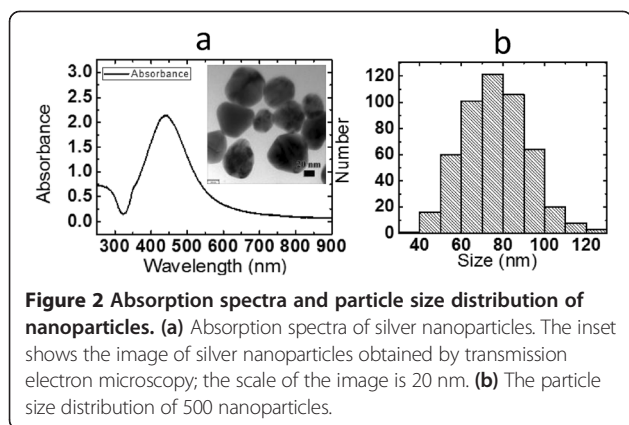 a
b
Absorbance
3.0
2.5
2.0
1.5
1.0
0.5
0.0
Absorbance
20 nm
300 400 500 600 700 800 900
Wavelength (nm)
120
100
80
60
40
20
0
Number
40 60 80 100 120
Size (nm)
Figure 2 Absorption spectra and particle size distribution of
nanoparticles. (a) Absorption spectra of silver nanoparticles. The inset
shows the image of silver nanoparticles obtained by transmission
electron microscopy; the scale of the image is 20 nm. (b) The particle
size distribution of 500 nanoparticles.